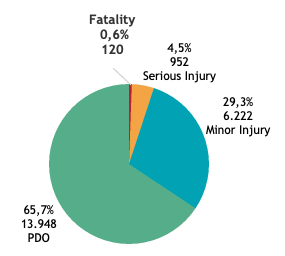 Fatality
0,6%
120
4,5%
952
Serious Injury
29,3%
6.222
Minor Injury
65,7%
13.948
PDO